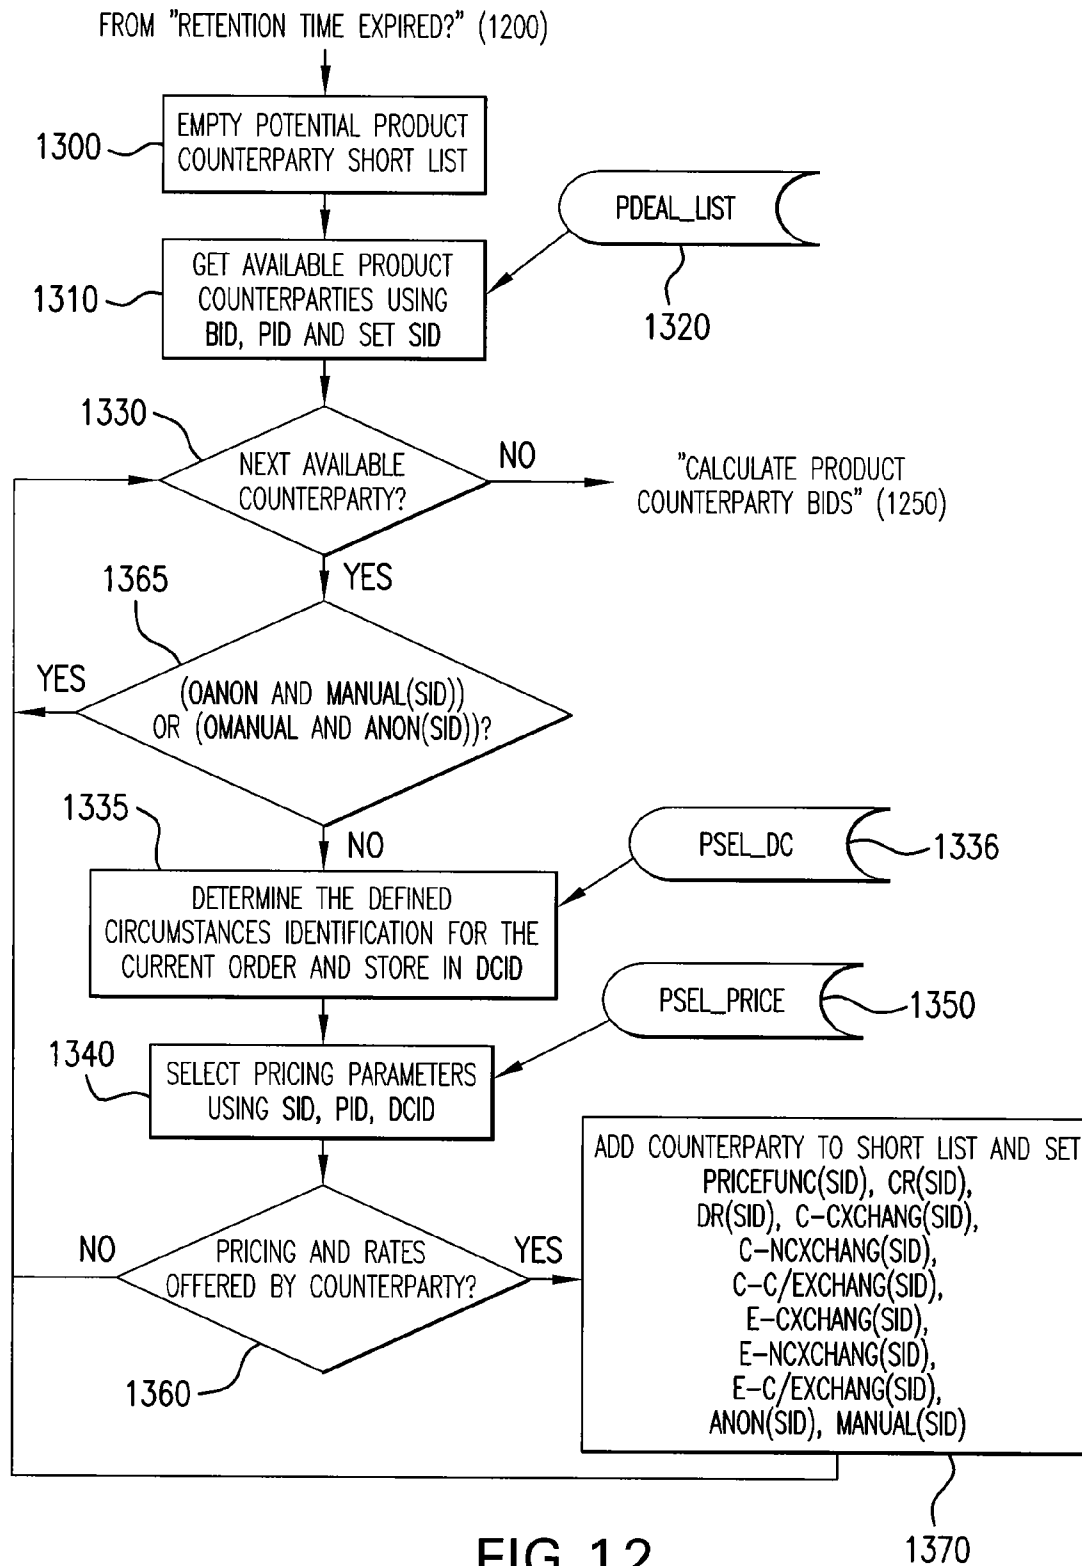 FROM "RETENTION TIME EXPIRED?" (1200)
1300
EMPTY POTENTIAL PRODUCT
COUNTERPARTY SHORT LIST
PDEAL_LIST
1320
1310
GET AVAILABLE PRODUCT
COUNTERPARTIES USING
BID, PID AND SET SID
1330
NEXT AVAILABLE
COUNTERPARTY?
NO
"CALCULATE PRODUCT
COUNTERPARTY BIDS" (1250)
YES
1365
YES
(OANON AND MANUAL(SID))
OR (OMANUAL AND ANON(SID))?
NO
1335
PSEL_DC
1336
DETERMINE THE DEFINED
CIRCUMSTANCES IDENTIFICATION FOR THE
CURRENT ORDER AND STORE IN DCID
PSEL_PRICE
1350
1340
SELECT PRICING PARAMETERS
USING SID, PID, DCID
NO
PRICING AND RATES
OFFERED BY COUNTERPARTY?
YES
1360
ADD COUNTERPARTY TO SHORT LIST AND SET
PRICEFUNC(SID), CR(SID),
DR(SID), C-CXCHANG(SID),
C-NCXCHANG(SID),
C-C/EXCHANG(SID),
E-CXCHANG(SID),
E-NCXCHANG(SID),
E-C/EXCHANG(SID),
ANON(SID), MANUAL(SID)
1370
FIG.12